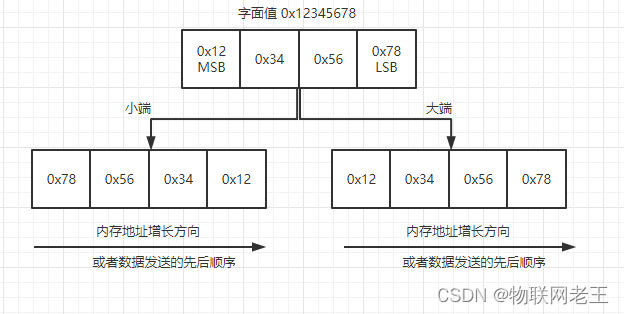 字面值 0x12345678
0x12
MSB
0x34
0x56
0x78
LSB
小端
大端
0x78
0x56
0x34
0x12
0x12
0x34
0x56
0x78
内存地址增长方向
或者数据发送的先后顺序
内存地址增长方向
或者数据发送的先后顺序
CSDN @物联网老王